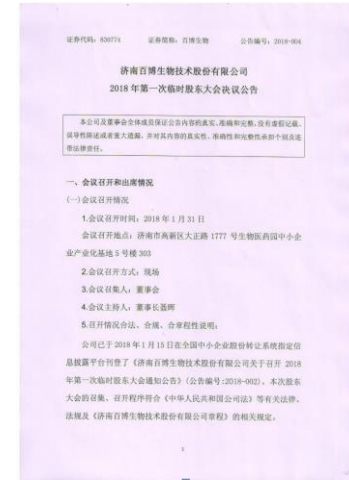 证券代码：830774 证券简称：百博生物 公告编号：2018-004
济南百博生物技术股份有限公司
2018 年第一次临时股东大会决议公告
本公司及董事会全体成员保证公告内容的真实、准确和完整，没有虚假记载、
误导性陈述或者重大遗漏，并对其内容的真实性、准确性和完整性承担个别及连
带法律责任。
一、会议召开和出席情况
（一）会议召开情况
1.会议召开时间：2018 年 1 月 31 日
会议召开地点：济南市高新区大正路 1777 号生物医药园中小企
业产业化基地 5 号楼 303
2.会议召开方式：现场
3.会议召集人：董事会
4.会议主持人：董事长聂晖
5.召开情况合法、合规、合章程性说明：
公司已于 2018 年 1 月 15 日在全国中小企业股份转让系统指定信
息披露平台刊登了《济南百博生物技术股份有限公司关于召开 2018
年第一次临时股东大会通知公告》（公告编号:2018-002）。本次股东
大会的召集、召开程序符合《中华人民共和国公司法》等有关法律、
法规及《济南百博生物技术股份有限公司章程》的相关规定。
1